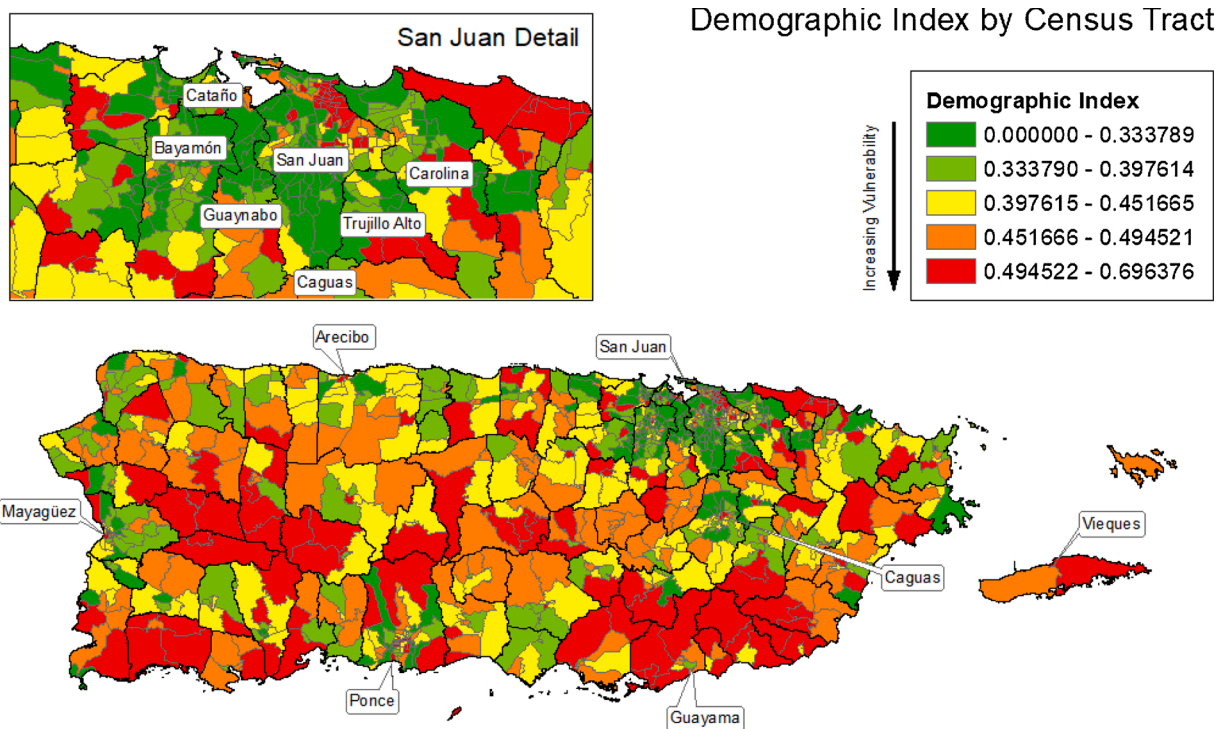 Demographic Index by Census Tract
San Juan Detail
Cataño
Bayamón
San Juan
Carolina
Guaynabo
Trujillo Alto
Caguas
Demographic Index
Increasing Vulnerability
0.000000 - 0.333789
0.333790 - 0.397614
0.397615 - 0.451665
0.451666 - 0.494521
0.494522 - 0.696376
Arecibo
San Juan
Mayagüez
Vieques
Caguas
Ponce
Guayama